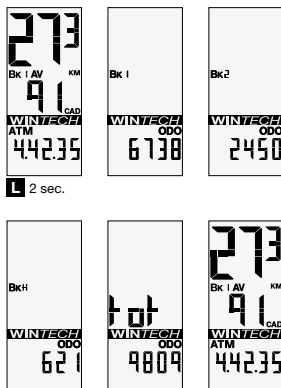 273
BK 1 AV KM
91 CAD
WINTECH
ATM
4.42.35
L 2 sec.
BK 1
WINTECH
ODO
6738
BK2
WINTECH
ODO
2450
BKH
WINTECH
ODO
621
tot
WINTECH
ODO
9809
273
BK 1 AV KM
91 CAD
WINTECH
ATM
4.42.35